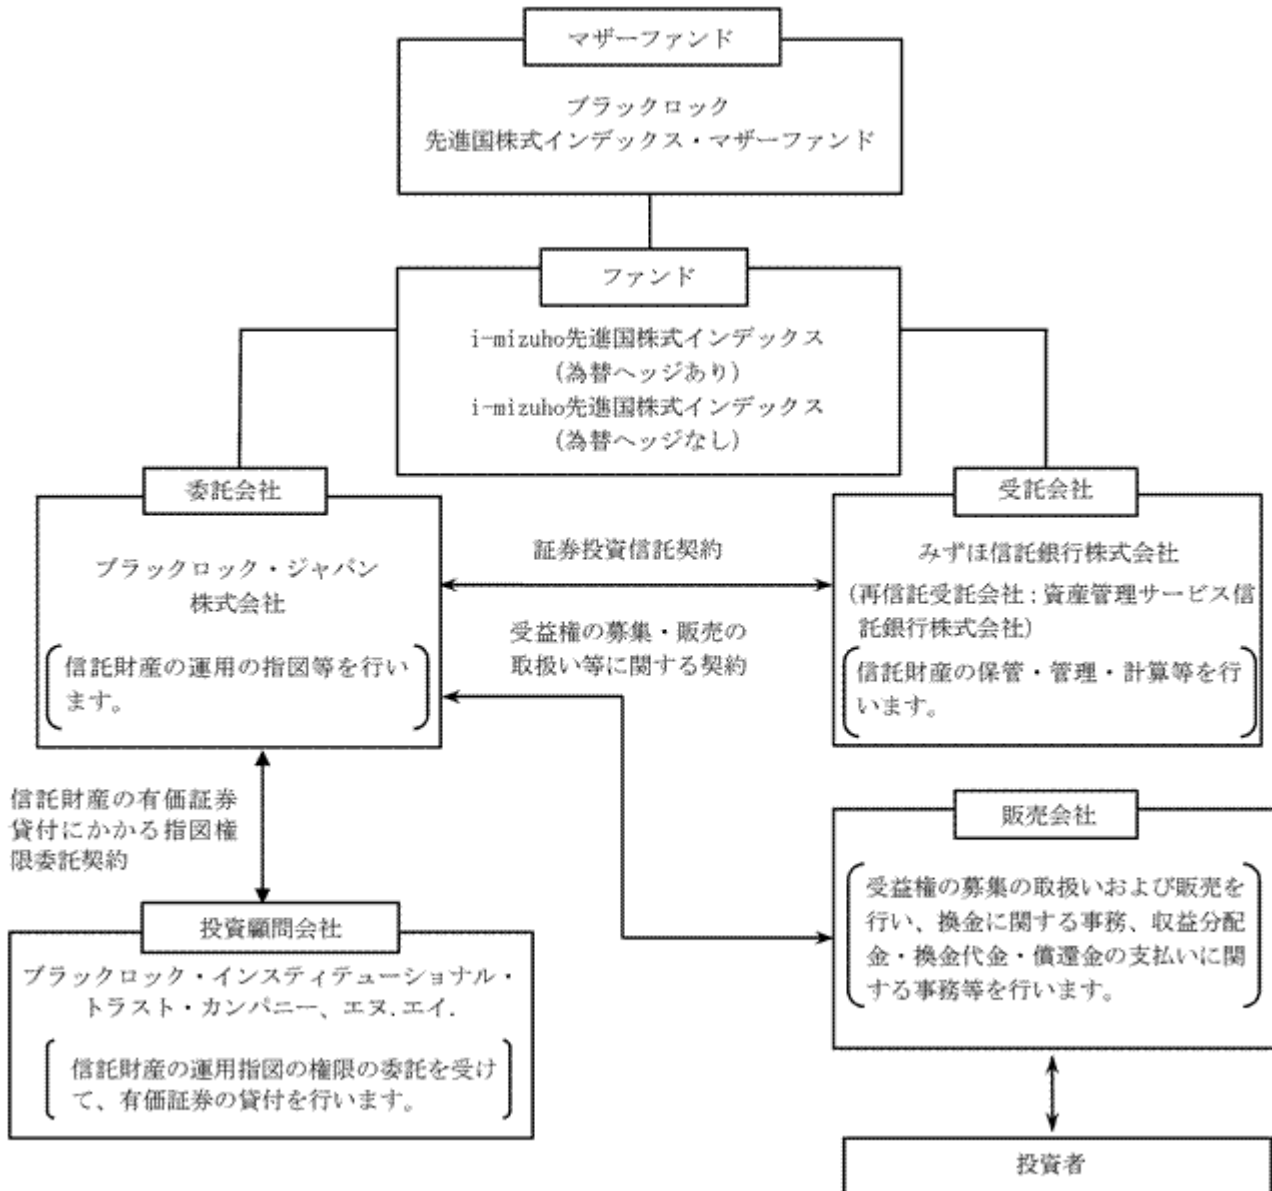 マザーファンド
ブラックロック
先進国株式インデックス・マザーファンド
ファンド
i-mizuho先進国株式インデックス
(為替ヘッジあり)
i-mizuho先進国株式インデックス
(為替ヘッジなし)
委託会社
ブラックロック・ジャパン
株式会社
信託財産の運用の指図等を行い
ます。
証券投資信託契約
受益権の募集・販売の
取扱い等に関する契約
受託会社
みずほ信託銀行株式会社
(再信託受託会社:資産管理サービス信
託銀行株式会社)
信託財産の保管・管理・計算等を行
います。
信託財産の有価証券
貸付にかかる指図権
限委託契約
販売会社
受益権の募集の取扱いおよび販売を
行い、換金に関する事務、収益分配
金・換金代金・償還金の支払いに関
する事務等を行います。
投資顧問会社
ブラックロック・インスティテューショナル・
トラスト・カンパニー、エヌ.エイ.
信託財産の運用指図の権限の委託を受け
て、有価証券の貸付を行います。
投資者